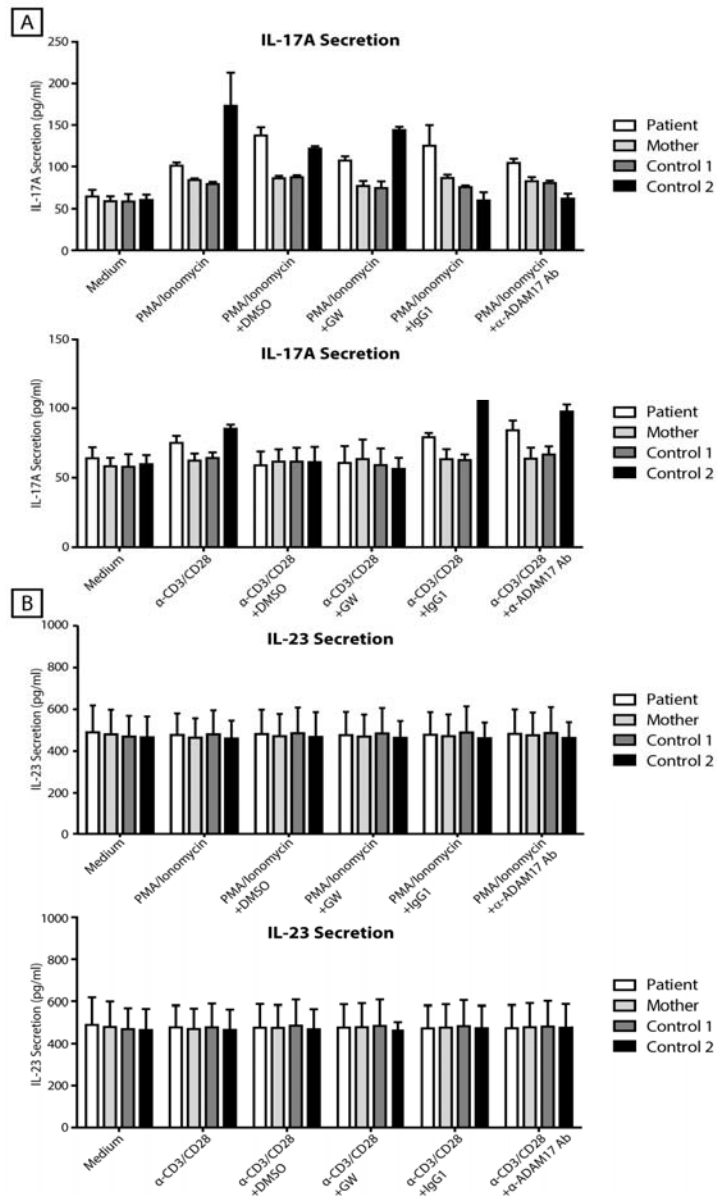 A
IL-17A Secretion
IL-17A Secretion (pg/ml)
250
200
150
100
50
0
Medium
PMA/Ionomycin
PMA/Ionomycin
+DMSO
PMA/Ionomycin
+GW
PMA/Ionomycin
+IgG1
PMA/Ionomycin
+α-ADAM17 Ab
Patient
Mother
Control 1
Control 2
IL-17A Secretion
IL-17A Secretion (pg/ml)
150
100
50
0
Medium
α-CD3/CD28
α-CD3/CD28
+DMSO
α-CD3/CD28
+GW
α-CD3/CD28
+IgG1
α-CD3/CD28
+α-ADAM17 Ab
Patient
Mother
Control 1
Control 2
B
IL-23 Secretion
IL-23 Secretion (pg/ml)
1000
800
600
400
200
0
Medium
PMA/Ionomycin
PMA/Ionomycin
+DMSO
PMA/Ionomycin
+GW
PMA/Ionomycin
+IgG1
PMA/Ionomycin
+α-ADAM17 Ab
Patient
Mother
Control 1
Control 2
IL-23 Secretion
IL-23 Secretion (pg/ml)
1000
800
600
400
200
0
Medium
α-CD3/CD28
α-CD3/CD28
+DMSO
α-CD3/CD28
+GW
α-CD3/CD28
+IgG1
α-CD3/CD28
+α-ADAM17 Ab
Patient
Mother
Control 1
Control 2